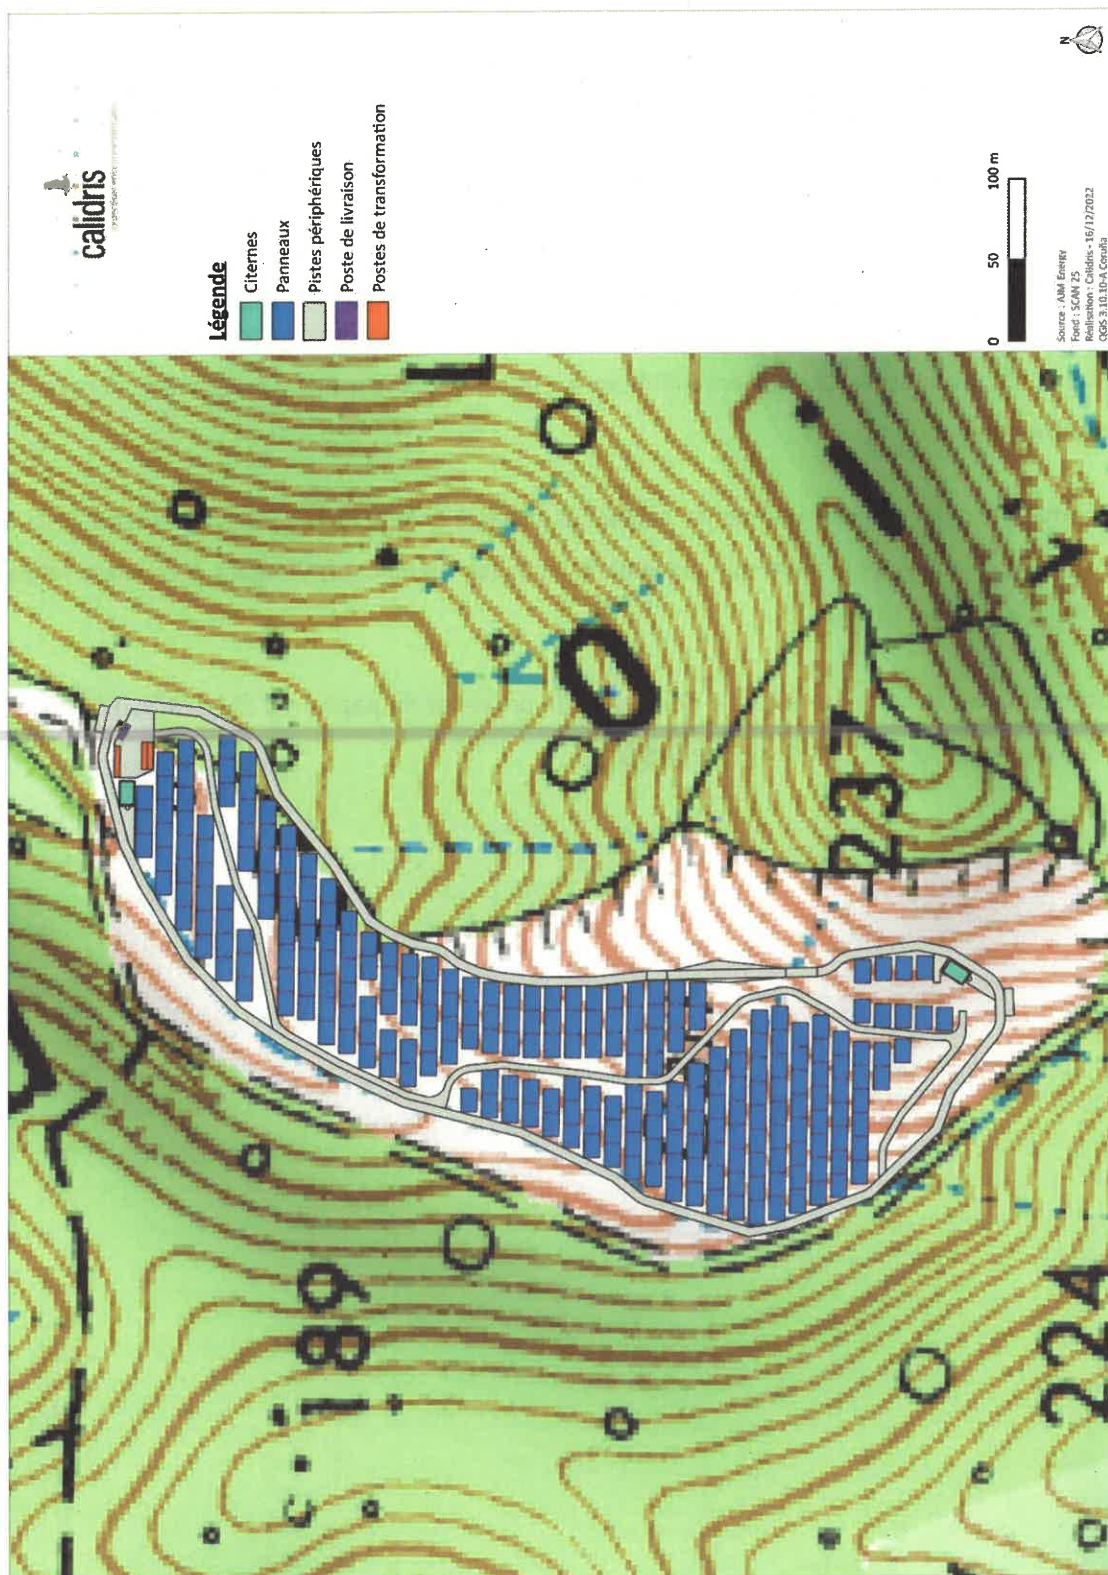 calidris
Légende
Citernes
Panneaux
Pistes périphériques
Poste de livraison
Postes de transformation
N
0 50 100 m
Source : AJM Energy
Fond : SCAN 25
Réalisation : Calidris - 16/12/2022
QGIS 3.10.10-A Coruña
189
237
224